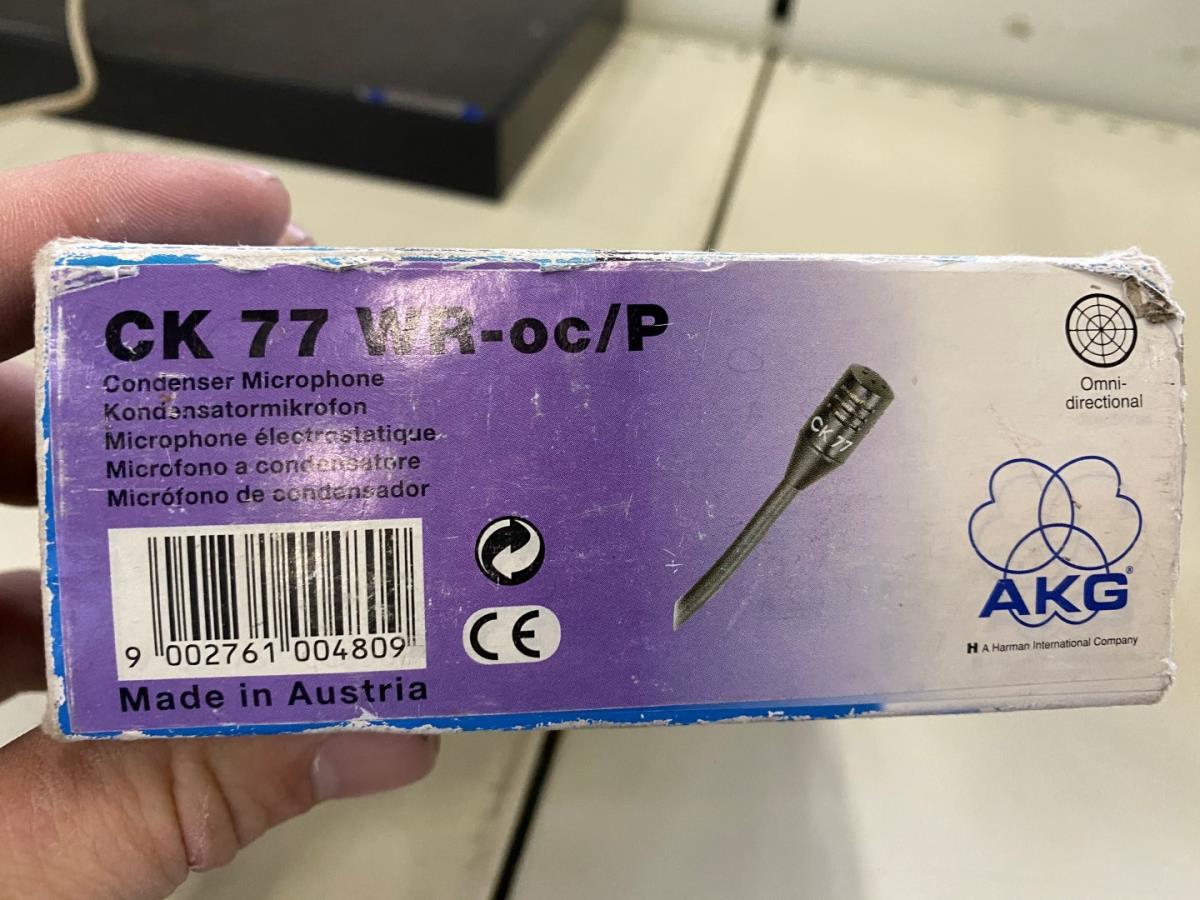 CK 77 WR-oc/P
Condenser Microphone
Kondensatormikrofon
Microphone électrostatique
Microfono a condensatore
Micrófono de condensador
9 002761 004809
Made in Austria
CE
CK 77
Omni-
directional
AKG®
H A Harman International Company